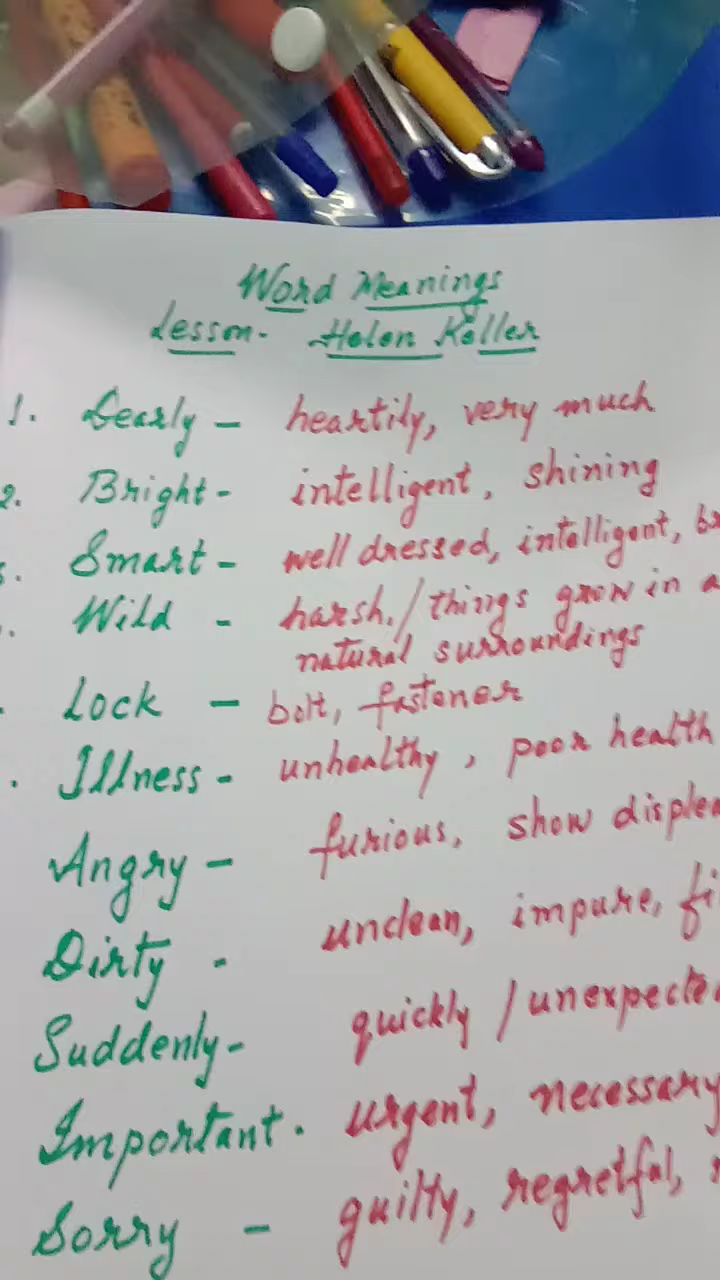 Word Meanings
Lesson- Helen Keller
1. Dearly - heartily, very much
2. Bright - intelligent, shining
Smart - well dressed, intelligent,
Wild - harsh./things grow in a
natural surroundings
Lock - bolt, fastener
Illness - unhealthy, poor health
Angry - furious, show
Dirty - unclean, impure,
Suddenly- quickly /
Important. urgent, necessary
Sorry - guilty, regretful,